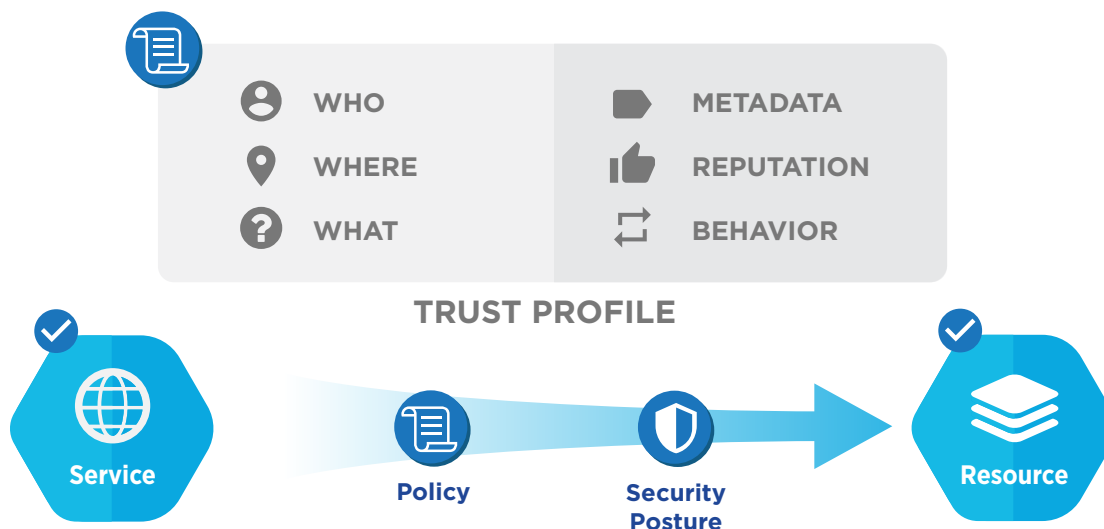 WHO
METADATA
WHERE
REPUTATION
WHAT
BEHAVIOR
TRUST PROFILE
Service
Policy
Security
Posture
Resource